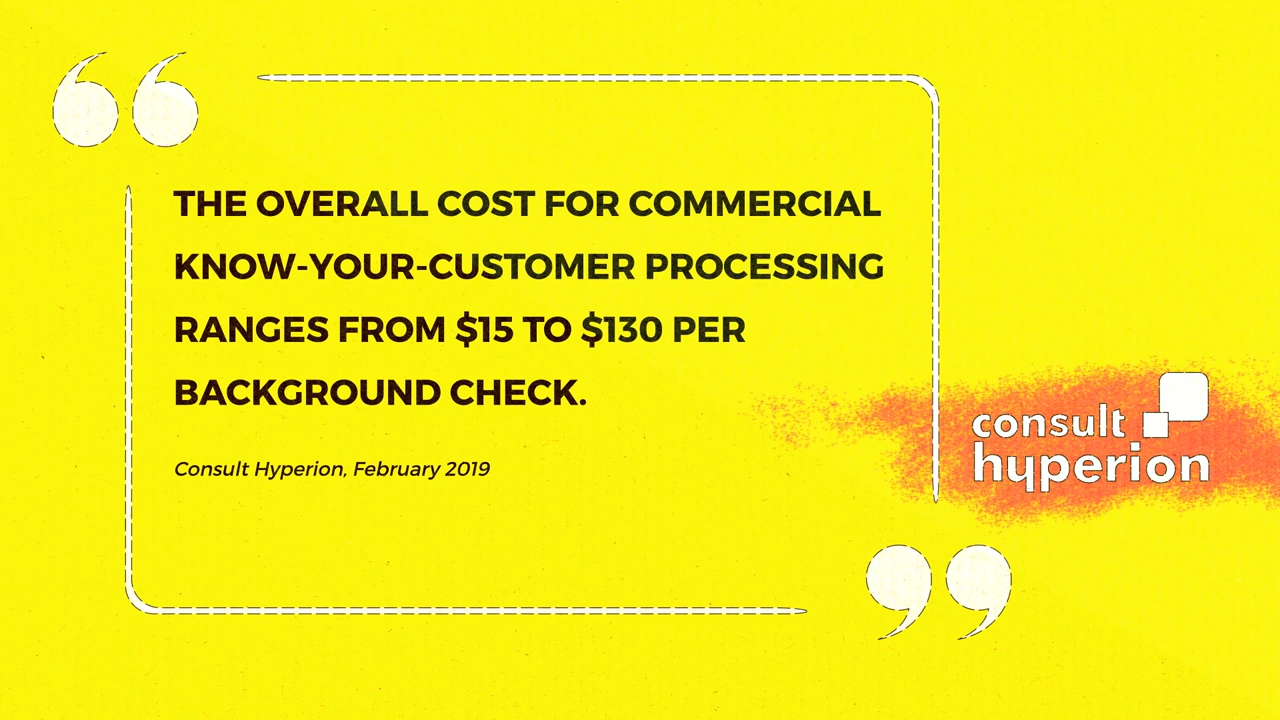 THE OVERALL COST FOR COMMERCIAL
KNOW-YOUR-CUSTOMER PROCESSING
RANGES FROM $15 TO $130 PER
BACKGROUND CHECK.
Consult Hyperion, February 2019
consult
hyperion